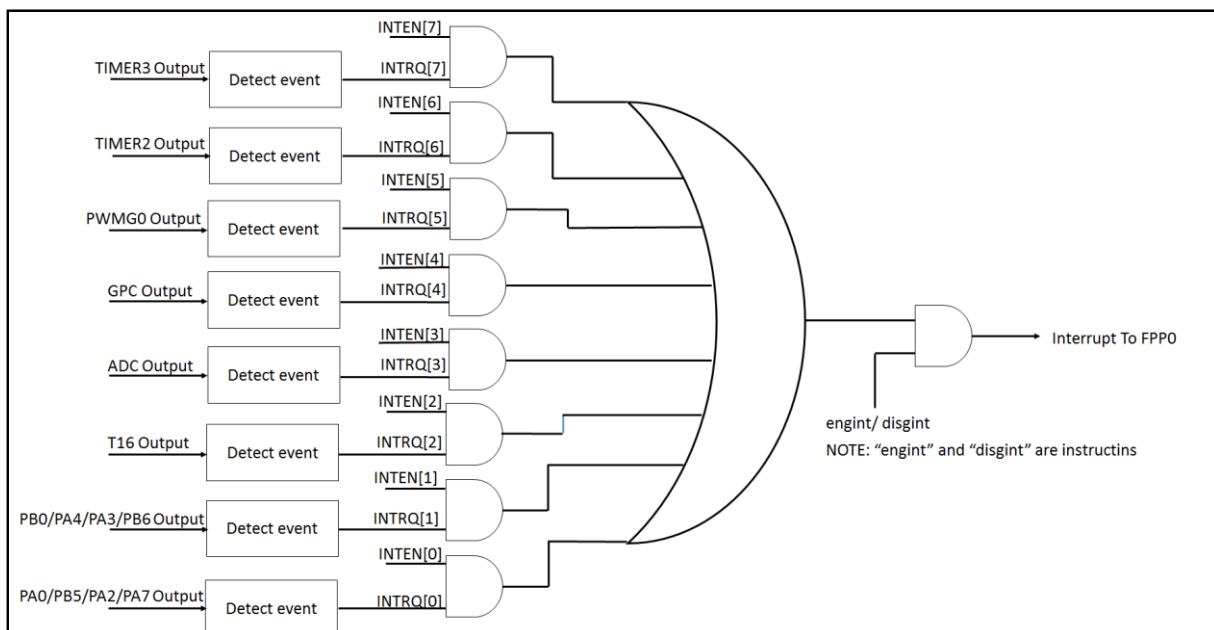 INTEN[7]
TIMER3 Output
Detect event
INTRQ[7]
INTEN[6]
TIMER2 Output
Detect event
INTRQ[6]
INTEN[5]
PWMG0 Output
Detect event
INTRQ[5]
INTEN[4]
GPC Output
Detect event
INTRQ[4]
INTEN[3]
ADC Output
Detect event
INTRQ[3]
INTEN[2]
T16 Output
Detect event
INTRQ[2]
INTEN[1]
PB0/PA4/PA3/PB6 Output
Detect event
INTRQ[1]
INTEN[0]
PA0/PB5/PA2/PA7 Output
Detect event
INTRQ[0]
Interrupt To FPP0
engint/ disgint
NOTE: “engint” and “disgint” are instructins